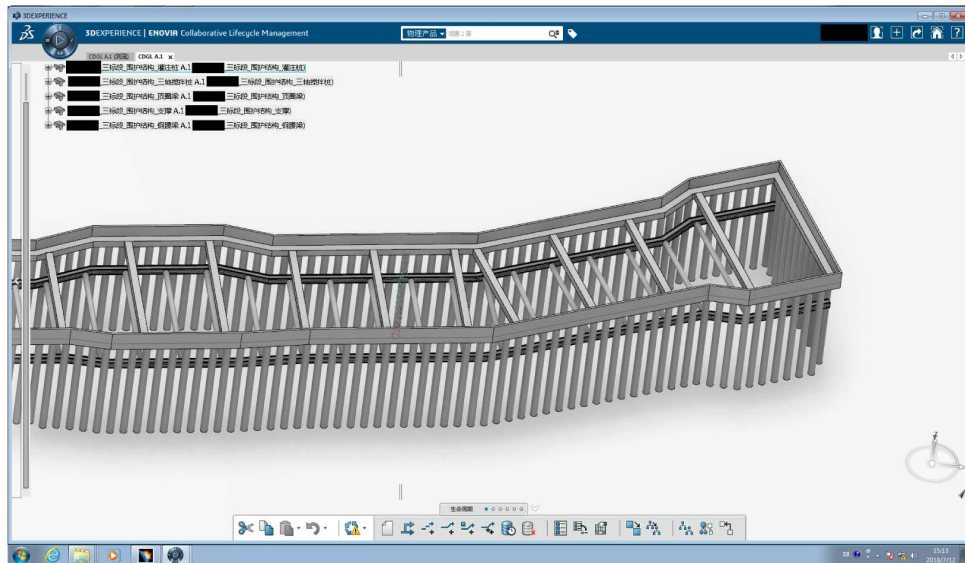 3DEXPERIENCE
3DEXPERIENCE | ENOVIA Collaborative Lifecycle Management
物理产品
CDGL A.1 (浏览)
CDGL A.1 x
三标段_围护结构_灌注桩 A.1 三标段_围护结构_灌注桩)
三标段_围护结构_三轴搅拌桩 A.1 三标段_围护结构_三轴搅拌桩)
三标段_围护结构_顶圈梁 A.1 三标段_围护结构_顶圈梁)
三标段_围护结构_支撑 A.1 三标段_围护结构_支撑)
三标段_围护结构_钢腰梁 A.1 三标段_围护结构_钢腰梁)
生命周期
15:13
2018/7/12